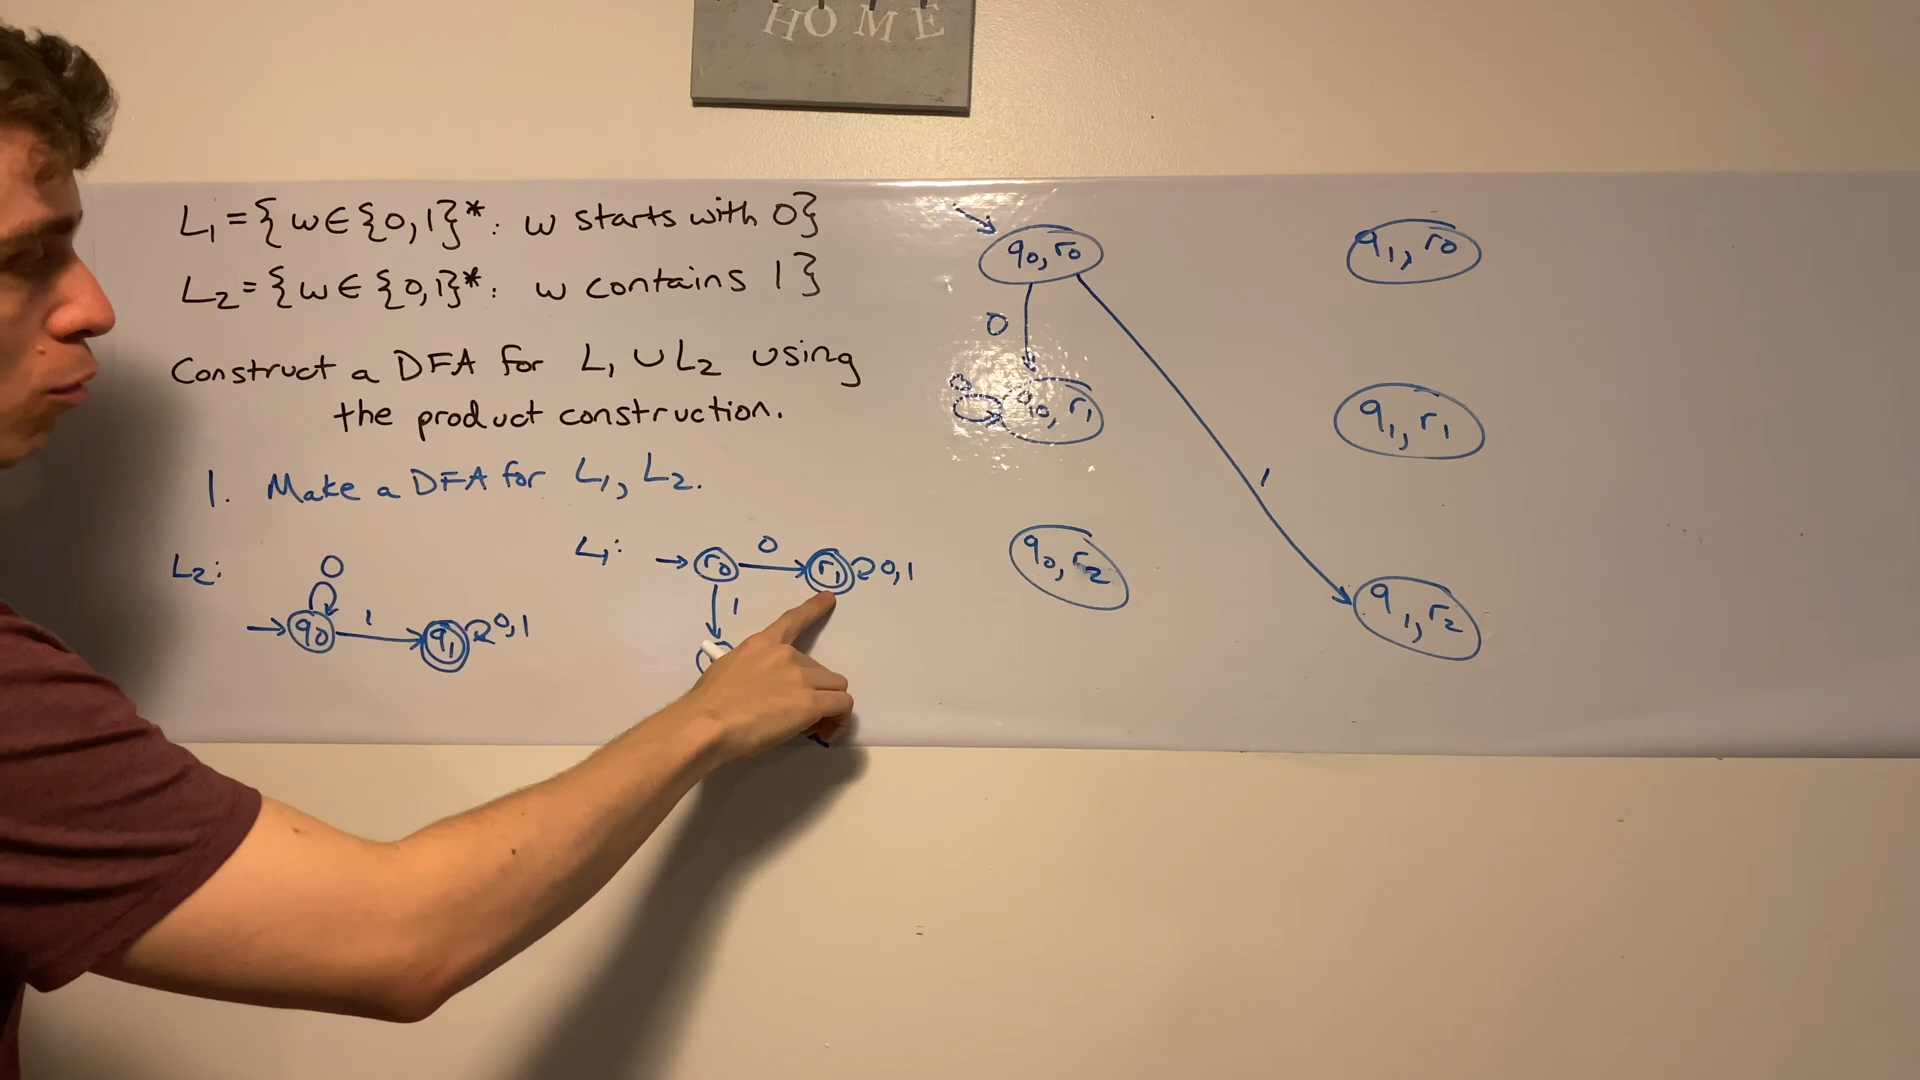 HOME
L₁ = { w ∈ {0,1}* : w starts with 0}
L₂ = { w ∈ {0,1}* : w contains 1 }
Construct a DFA for L₁ ∪ L₂ using
the product construction.
1. Make a DFA for L₁, L₂.
L₂:
0
q₀
1
q₁
0,1
L₁:
r₀
0
r₁
0,1
1
q₀, r₀
q₁, r₀
0
1
0
q₀, r₁
q₁, r₁
q₀, r₂
q₁, r₂